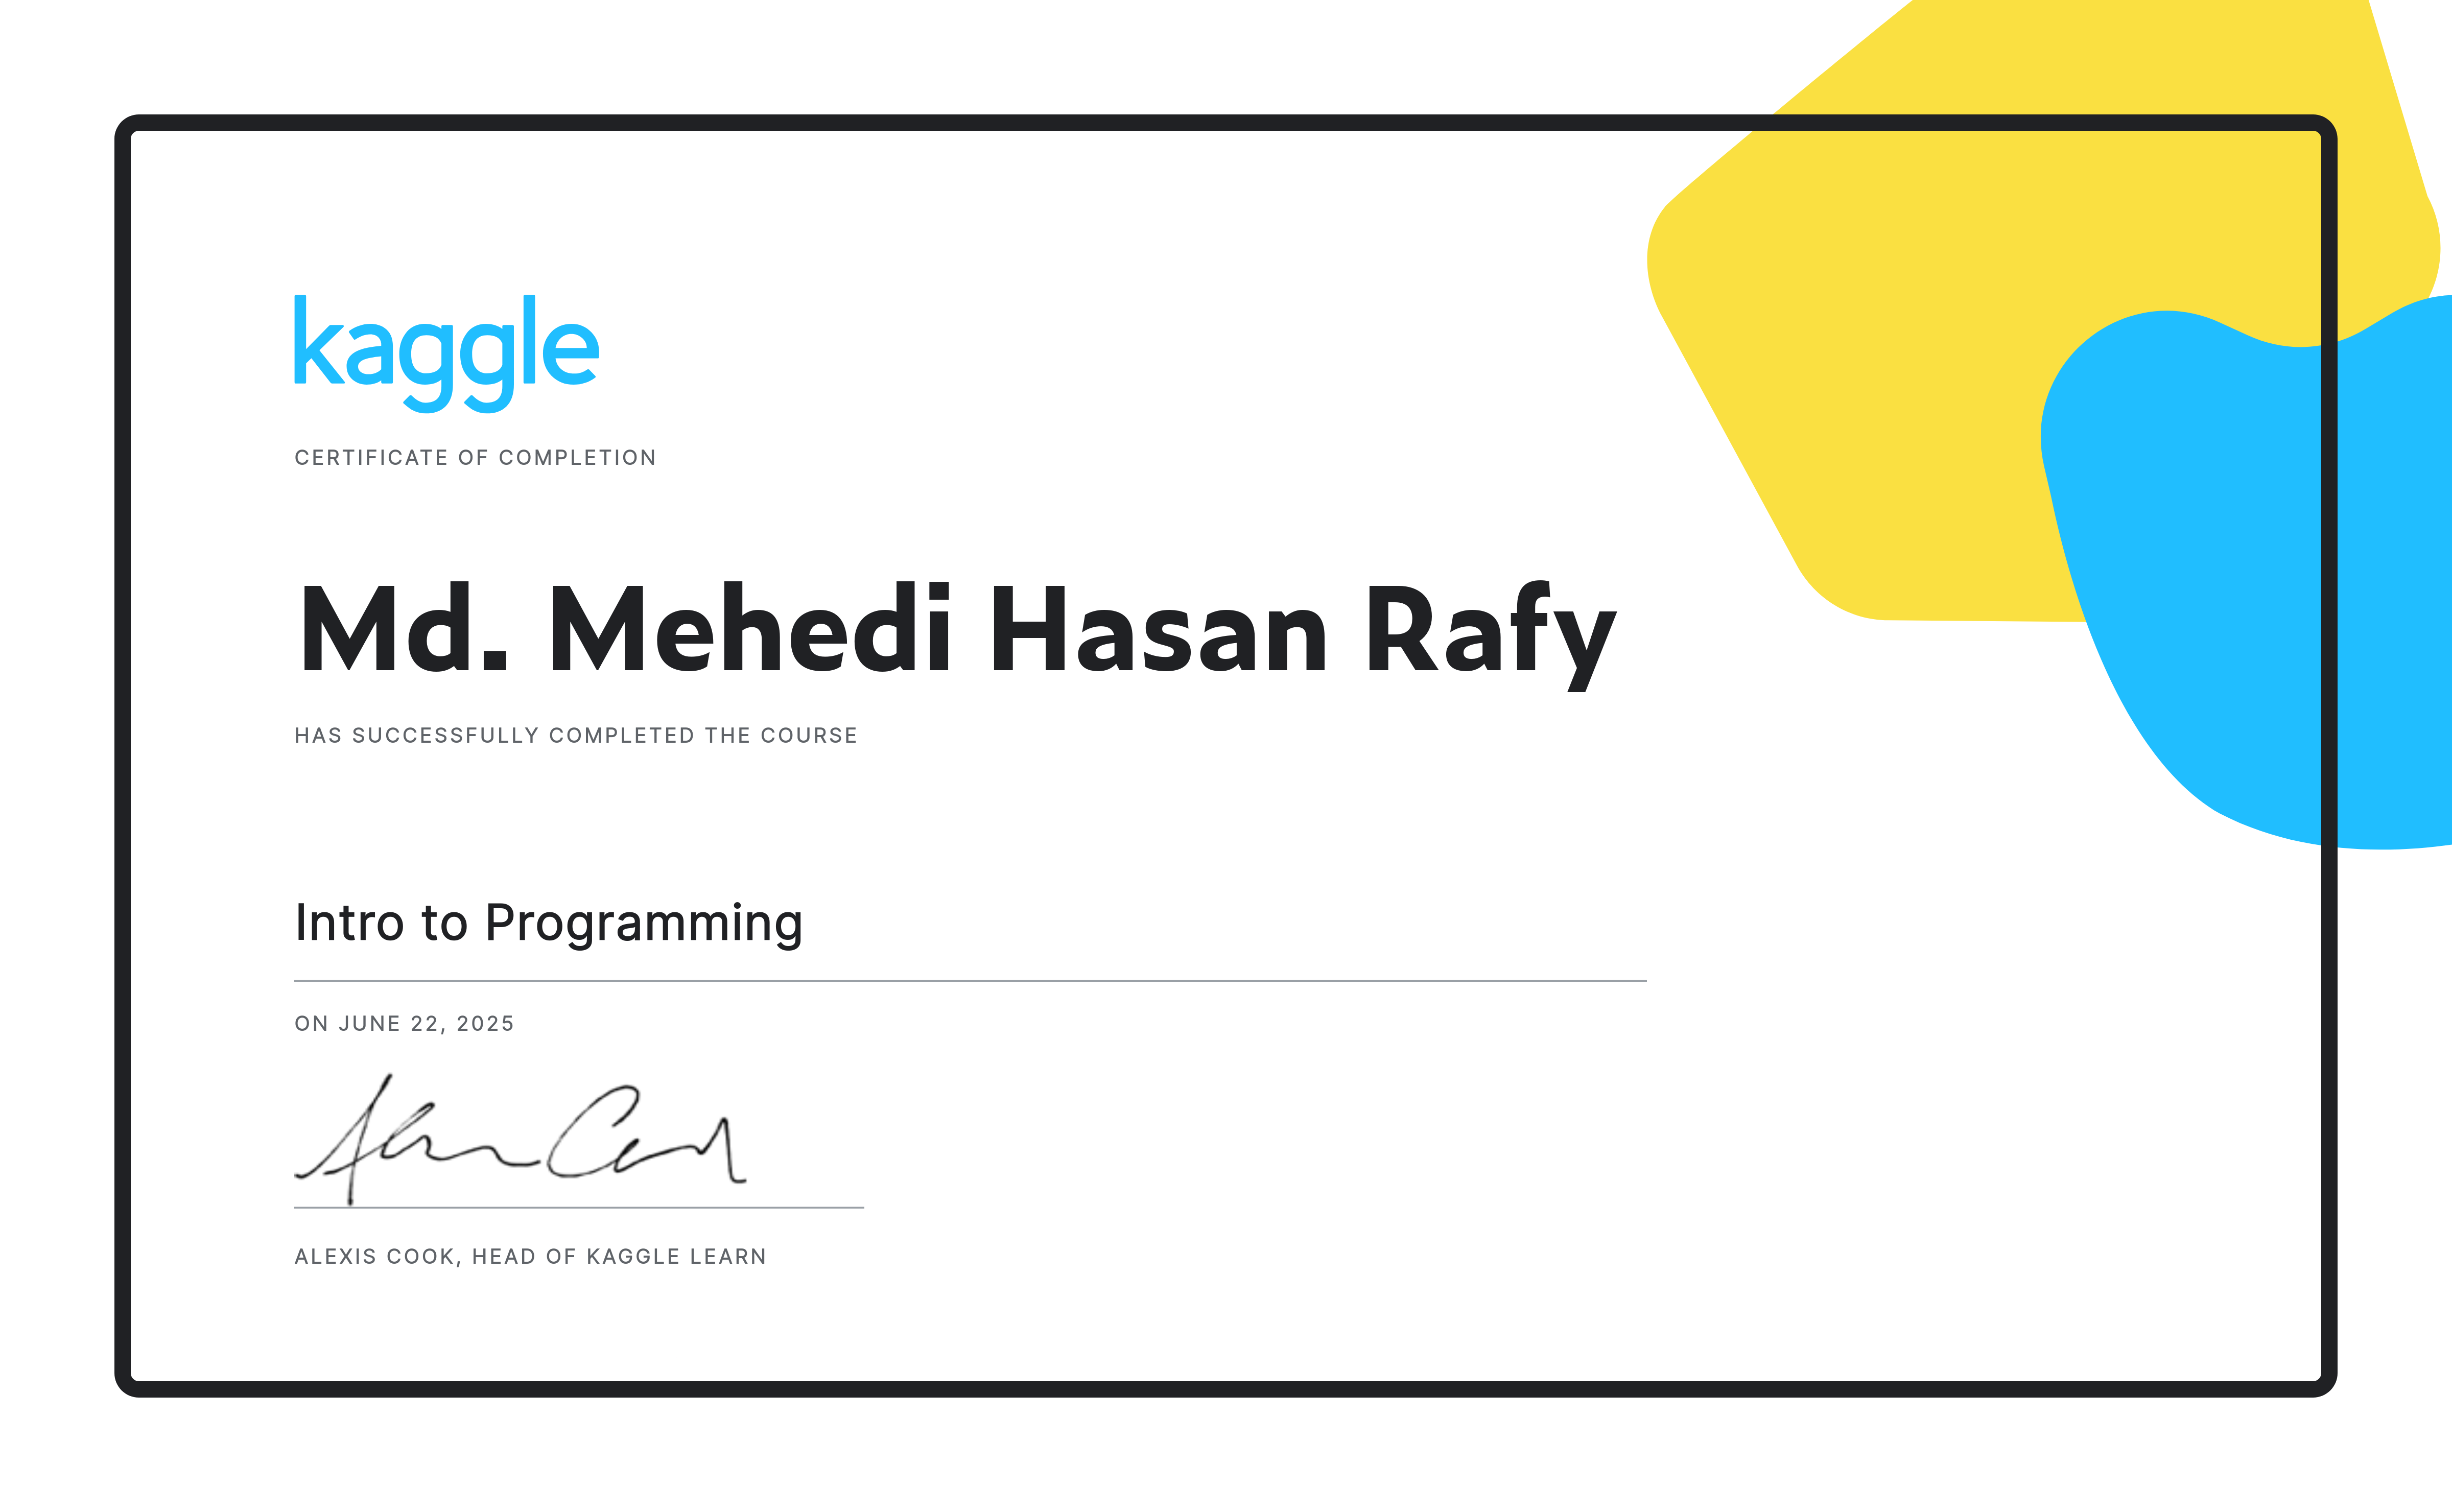 kaggle
CERTIFICATE OF COMPLETION
Md. Mehedi Hasan Rafy
HAS SUCCESSFULLY COMPLETED THE COURSE
Intro to Programming
ON JUNE 22, 2025
ALEXIS COOK, HEAD OF KAGGLE LEARN